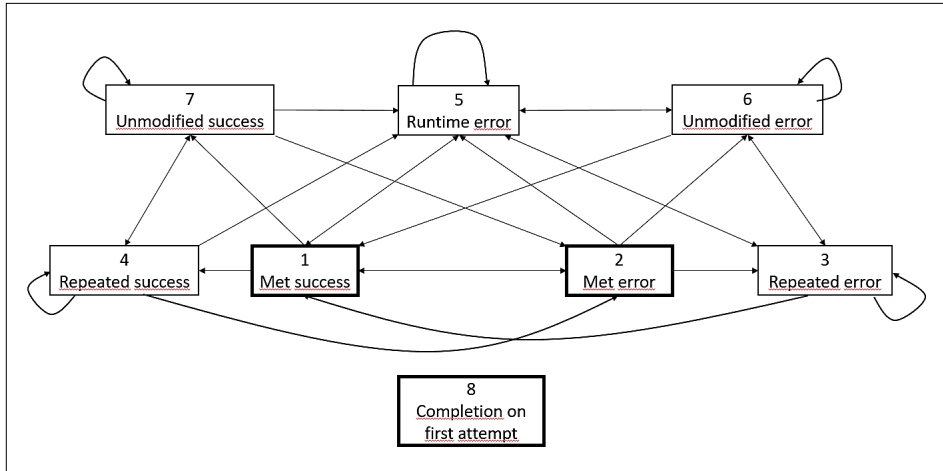 7
Unmodified success
5
Runtime error
6
Unmodified error
4
Repeated success
1
Met success
2
Met error
3
Repeated error
8
Completion on
first attempt